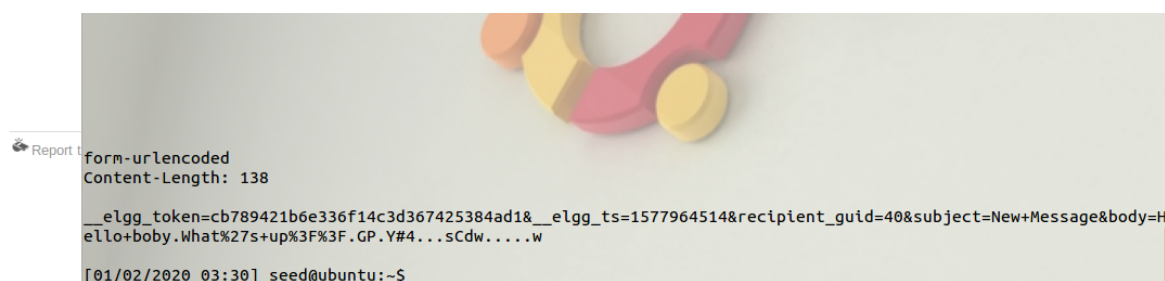 form-urlencoded
Report t
Content-Length: 138
__elgg_token=cb789421b6e336f14c3d367425384ad1&__elgg_ts=1577964514&recipient_guid=40&subject=New+Message&body=H
ello+boby.What%27s+up%3F%3F.GP.Y#4...sCdw.....w
[01/02/2020 03:30] seed@ubuntu:~$